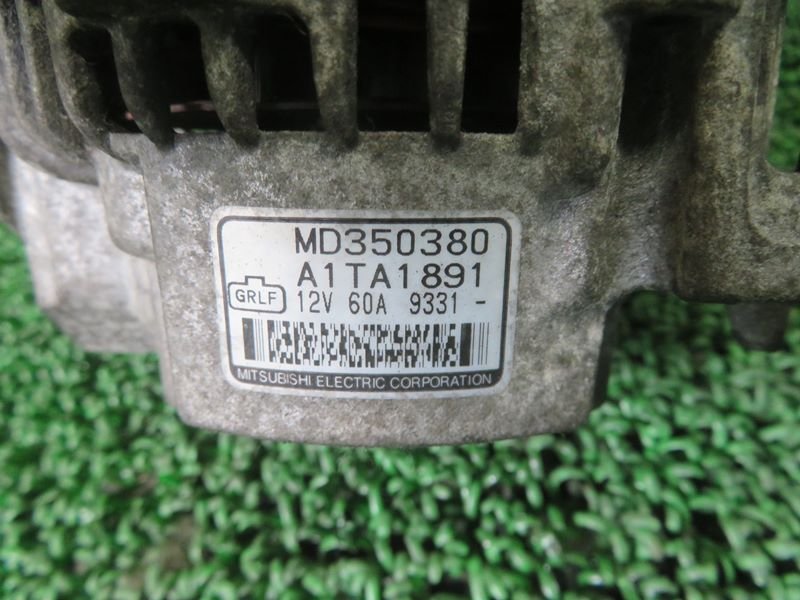 MD350380
A1TA1891
GRLF 12V 60A 9331 -
MITSUBISHI ELECTRIC CORPORATION